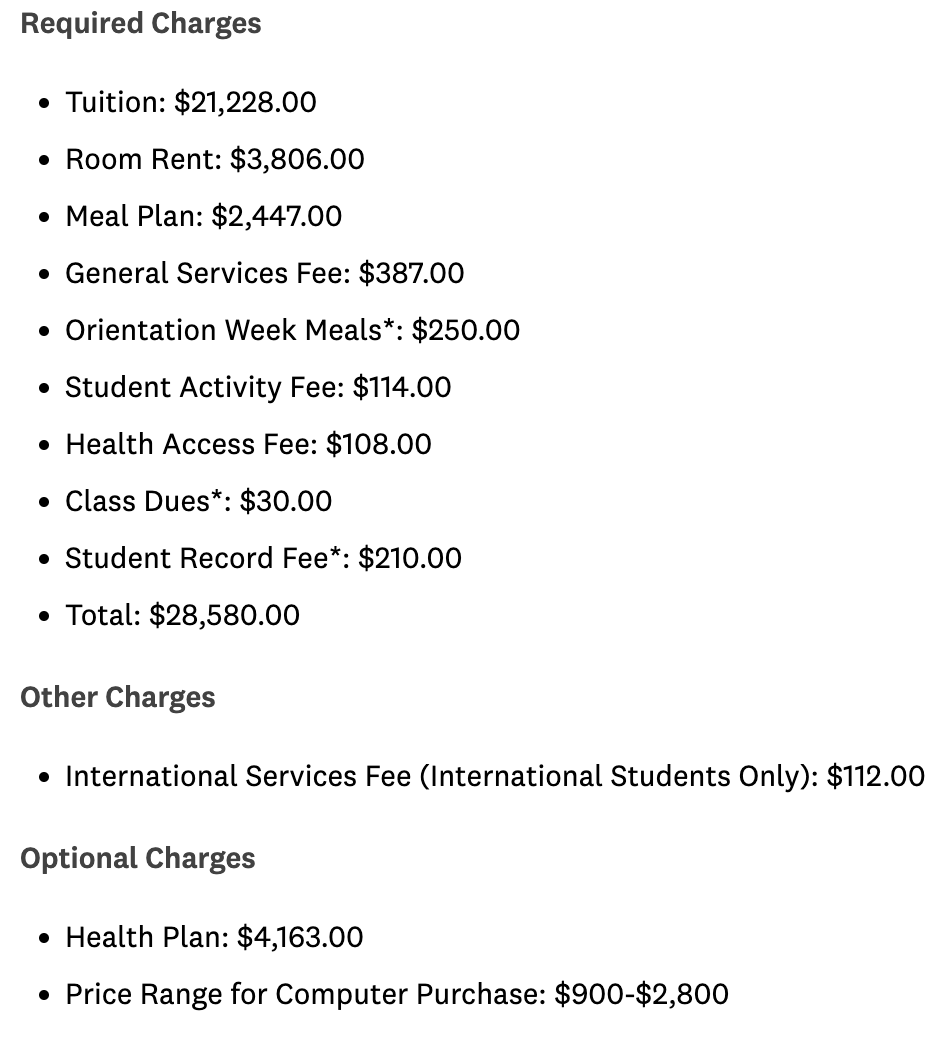 Required Charges
• Tuition: $21,228.00
• Room Rent: $3,806.00
• Meal Plan: $2,447.00
• General Services Fee: $387.00
• Orientation Week Meals*: $250.00
• Student Activity Fee: $114.00
• Health Access Fee: $108.00
• Class Dues*: $30.00
• Student Record Fee*: $210.00
• Total: $28,580.00
Other Charges
• International Services Fee (International Students Only): $112.00
Optional Charges
• Health Plan: $4,163.00
• Price Range for Computer Purchase: $900-$2,800